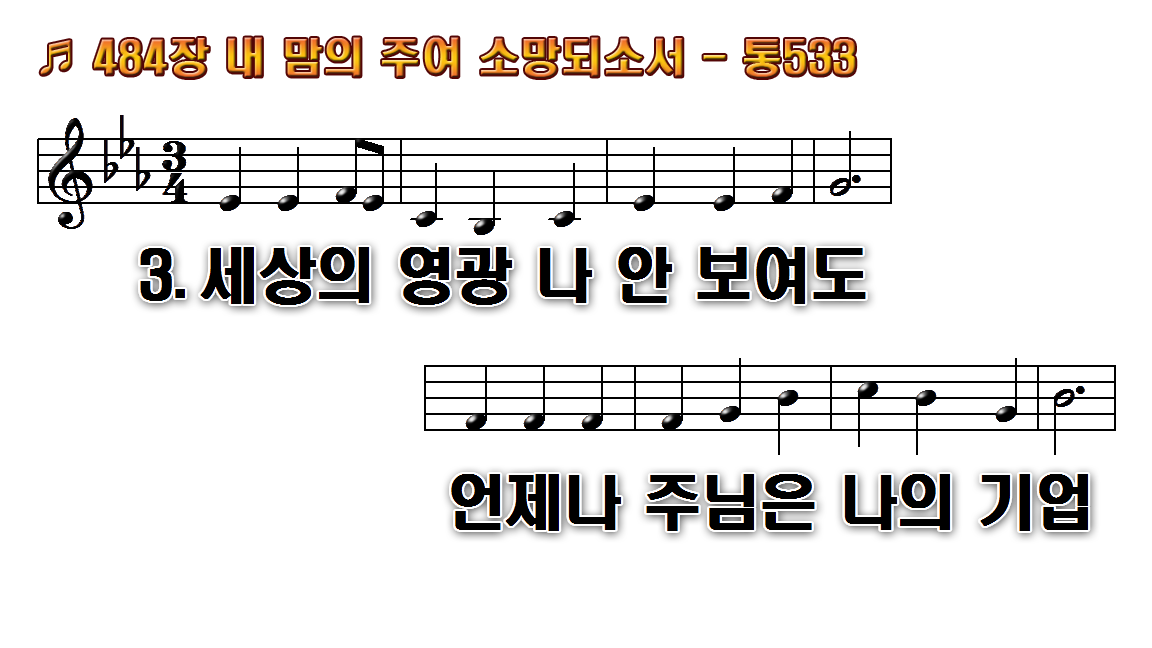 ♬ 484장 내 맘의 주여 소망되소서 - 통533
3. 세상의 영광 나 안 보여도
언제나 주님은 나의 기업